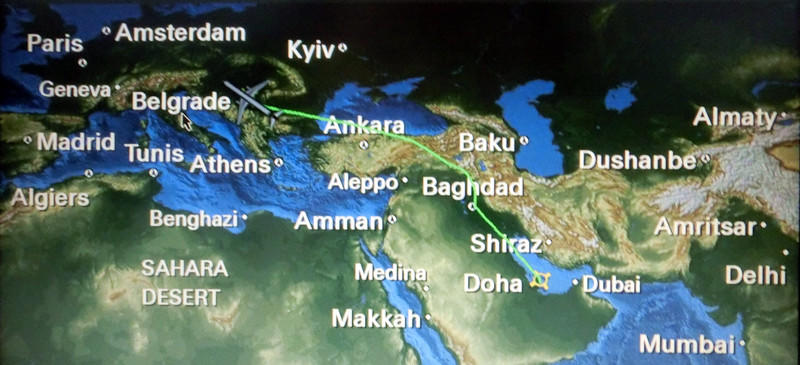 Amsterdam
Paris
Kyiv
Geneva
Belgrade
Almaty
Ankara
Madrid
Baku
Tunis
Athens
Dushanbe
Aleppo
Baghdad
Algiers
Benghazi
Amman
Amritsar
Shiraz
SAHARA
DESERT
Medina
Doha
Dubai
Delhi
Makkah
Mumbai